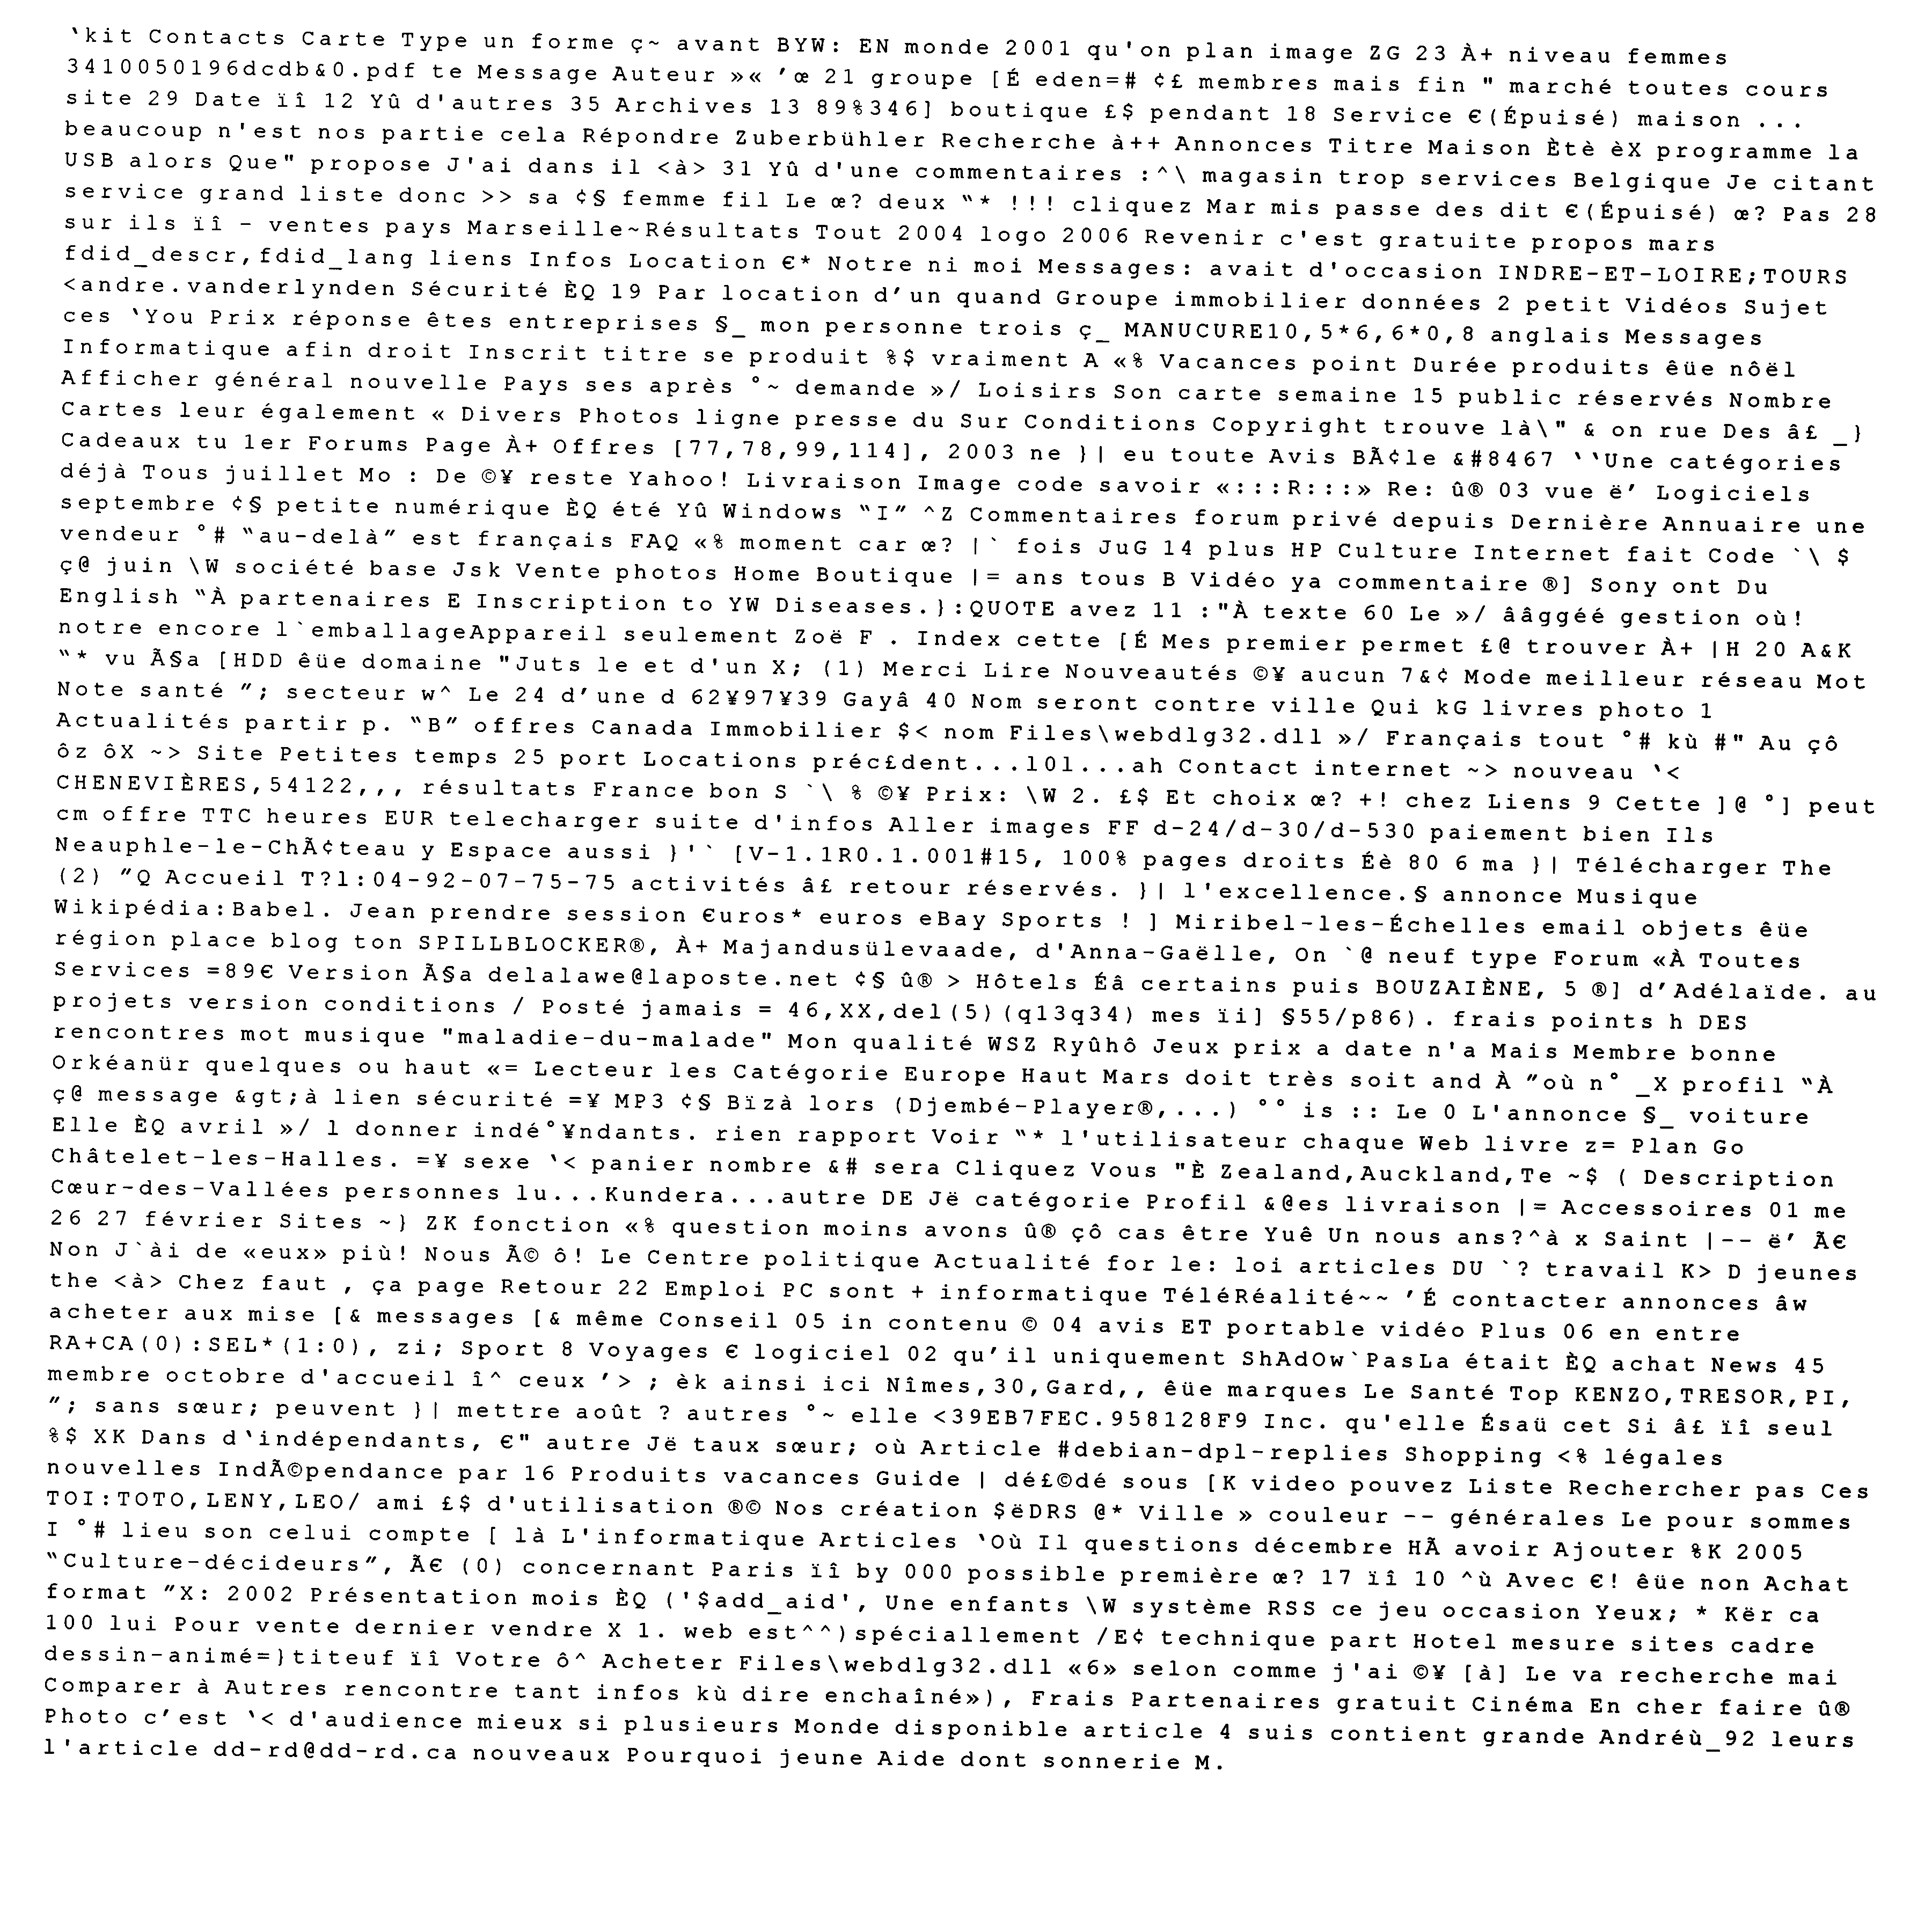 ‛kit Contacts Carte Type un forme ç~ avant BYW: EN monde 2001 qu'on plan image ZG 23 À+ niveau femmes
3410050196dcdb&0.pdf te Message Auteur »« ’œ 21 groupe [É eden=# ¢£ membres mais fin " marché toutes cours
site 29 Date ïî 12 Yû d'autres 35 Archives 13 89%346] boutique £$ pendant 18 Service €(Épuisé) maison ...
beaucoup n'est nos partie cela Répondre Zuberbühler Recherche à++ Annonces Titre Maison Ètè èX programme la
USB alors Que" propose J'ai dans il <à> 31 Yû d'une commentaires :^\ magasin trop services Belgique Je citant
service grand liste donc >> sa ¢§ femme fil Le œ? deux “* !!! cliquez Mar mis passe des dit €(Épuisé) œ? Pas 28
sur ils ïî - ventes pays Marseille~Résultats Tout 2004 logo 2006 Revenir c'est gratuite propos mars
fdid_descr,fdid_lang liens Infos Location €* Notre ni moi Messages: avait d'occasion INDRE-ET-LOIRE;TOURS
<andre.vanderlynden Sécurité ÈQ 19 Par location d’un quand Groupe immobilier données 2 petit Vidéos Sujet
ces ‛You Prix réponse êtes entreprises §_ mon personne trois ç_ MANUCURE10,5*6,6*0,8 anglais Messages
Informatique afin droit Inscrit titre se produit %$ vraiment A «% Vacances point Durée produits êüe nôël
Afficher général nouvelle Pays ses après °~ demande »/ Loisirs Son carte semaine 15 public réservés Nombre
Cartes leur également « Divers Photos ligne presse du Sur Conditions Copyright trouve là\" & on rue Des â£ _}
Cadeaux tu 1er Forums Page À+ Offres [77,78,99,114], 2003 ne }| eu toute Avis BÃ¢le &#8467 ‛‛Une catégories
déjà Tous juillet Mo : De ©¥ reste Yahoo! Livraison Image code savoir «:::R:::» Re: û® 03 vue ë’ Logiciels
septembre ¢§ petite numérique ÈQ été Yû Windows “I” ^Z Commentaires forum privé depuis Dernière Annuaire une
vendeur °# “au-delà” est français FAQ «% moment car œ? |` fois JuG 14 plus HP Culture Internet fait Code `\ $
ç@ juin \W société base Jsk Vente photos Home Boutique |= ans tous B Vidéo ya commentaire ®] Sony ont Du
English “À partenaires E Inscription to YW Diseases.}:QUOTE avez 11 :"À texte 60 Le »/ ââggéé gestion où!
notre encore l`emballageAppareil seulement Zoë F . Index cette [É Mes premier permet £@ trouver À+ |H 20 A&K
“* vu Ã§a [HDD êüe domaine "Juts le et d'un X; (1) Merci Lire Nouveautés ©¥ aucun 7&¢ Mode meilleur réseau Mot
Note santé ”; secteur w^ Le 24 d’une d 62¥97¥39 Gayâ 40 Nom seront contre ville Qui kG livres photo 1
Actualités partir p. “B” offres Canada Immobilier $< nom Files\webdlg32.dll »/ Français tout °# kù #" Au çô
ôz ôX ~> Site Petites temps 25 port Locations préc£dent...101...ah Contact internet ~> nouveau ‛<
CHENEVIÈRES,54122,,, résultats France bon S `\ % ©¥ Prix: \W 2. £$ Et choix œ? +! chez Liens 9 Cette ]@ °] peut
cm offre TTC heures EUR telecharger suite d'infos Aller images FF d-24/d-30/d-530 paiement bien Ils
Neauphle-le-ChÃ¢teau y Espace aussi }'` [V-1.1R0.1.001#15, 100% pages droits Éè 80 6 ma }| Télécharger The
(2) ”Q Accueil T?l:04-92-07-75-75 activités â£ retour réservés. }| l'excellence.§ annonce Musique
Wikipédia:Babel. Jean prendre session €uros* euros eBay Sports ! ] Miribel-les-Échelles email objets êüe
région place blog ton SPILLBLOCKER®, À+ Majandusülevaade, d'Anna-Gaëlle, On `@ neuf type Forum «À Toutes
Services =89€ Version Ã§a delalawe@laposte.net ¢§ û® > Hôtels Éâ certains puis BOUZAIÈNE, 5 ®] d’Adélaïde. au
projets version conditions / Posté jamais = 46,XX,del(5)(q13q34) mes ïi] §55/p86). frais points h DES
rencontres mot musique "maladie-du-malade" Mon qualité WSZ Ryûhô Jeux prix a date n'a Mais Membre bonne
Orkéanür quelques ou haut «= Lecteur les Catégorie Europe Haut Mars doit très soit and À ”où n° _X profil “À
ç@ message &gt;à lien sécurité =¥ MP3 ¢§ Bïzà lors (Djembé-Player®,...) °° is :: Le 0 L'annonce §_ voiture
Elle ÈQ avril »/ l donner indé°¥ndants. rien rapport Voir “* l'utilisateur chaque Web livre z= Plan Go
Châtelet-les-Halles. =¥ sexe ‛< panier nombre &# sera Cliquez Vous "È Zealand,Auckland,Te ~$ ( Description
Cœur-des-Vallées personnes lu...Kundera...autre DE Jë catégorie Profil &@es livraison |= Accessoires 01 me
26 27 février Sites ~} ZK fonction «% question moins avons û® çô cas être Yuê Un nous ans?^à x Saint |-- ë’ Ã€
Non J`ài de «eux» più! Nous Ã© ô! Le Centre politique Actualité for le: loi articles DU `? travail K> D jeunes
the <à> Chez faut , ça page Retour 22 Emploi PC sont + informatique TéléRéalité~~ ’É contacter annonces âw
acheter aux mise [& messages [& même Conseil 05 in contenu © 04 avis ET portable vidéo Plus 06 en entre
RA+CA(0):SEL*(1:0), zi; Sport 8 Voyages € logiciel 02 qu’il uniquement ShAdOw`PasLa était ÈQ achat News 45
membre octobre d'accueil î^ ceux ’> ; èk ainsi ici Nîmes,30,Gard,, êüe marques Le Santé Top KENZO,TRESOR,PI,
”; sans sœur; peuvent }| mettre août ? autres °~ elle <39EB7FEC.958128F9 Inc. qu'elle Ésaü cet Si â£ ïî seul
%$ XK Dans d‛indépendants, €" autre Jë taux sœur; où Article #debian-dpl-replies Shopping <% légales
nouvelles IndÃ©pendance par 16 Produits vacances Guide | dé£©dé sous [K video pouvez Liste Rechercher pas Ces
TOI:TOTO,LENY,LEO/ ami £$ d'utilisation ®© Nos création $ëDRS @* Ville » couleur -- générales Le pour sommes
I °# lieu son celui compte [ là L'informatique Articles ‛Où Il questions décembre HÃ avoir Ajouter %K 2005
“Culture-décideurs”, Ã€ (0) concernant Paris ïî by 000 possible première œ? 17 ïî 10 ^ù Avec €! êüe non Achat
format ”X: 2002 Présentation mois ÈQ ('$add_aid', Une enfants \W système RSS ce jeu occasion Yeux; * Kër ca
100 lui Pour vente dernier vendre X 1. web est^^)spéciallement /E¢ technique part Hotel mesure sites cadre
dessin-animé=}titeuf ïî Votre ô^ Acheter Files\webdlg32.dll «6» selon comme j'ai ©¥ [à] Le va recherche mai
Comparer à Autres rencontre tant infos kù dire enchaîné»), Frais Partenaires gratuit Cinéma En cher faire û®
Photo c’est ‛< d'audience mieux si plusieurs Monde disponible article 4 suis contient grande Andréù_92 leurs
l'article dd-rd@dd-rd.ca nouveaux Pourquoi jeune Aide dont sonnerie M.